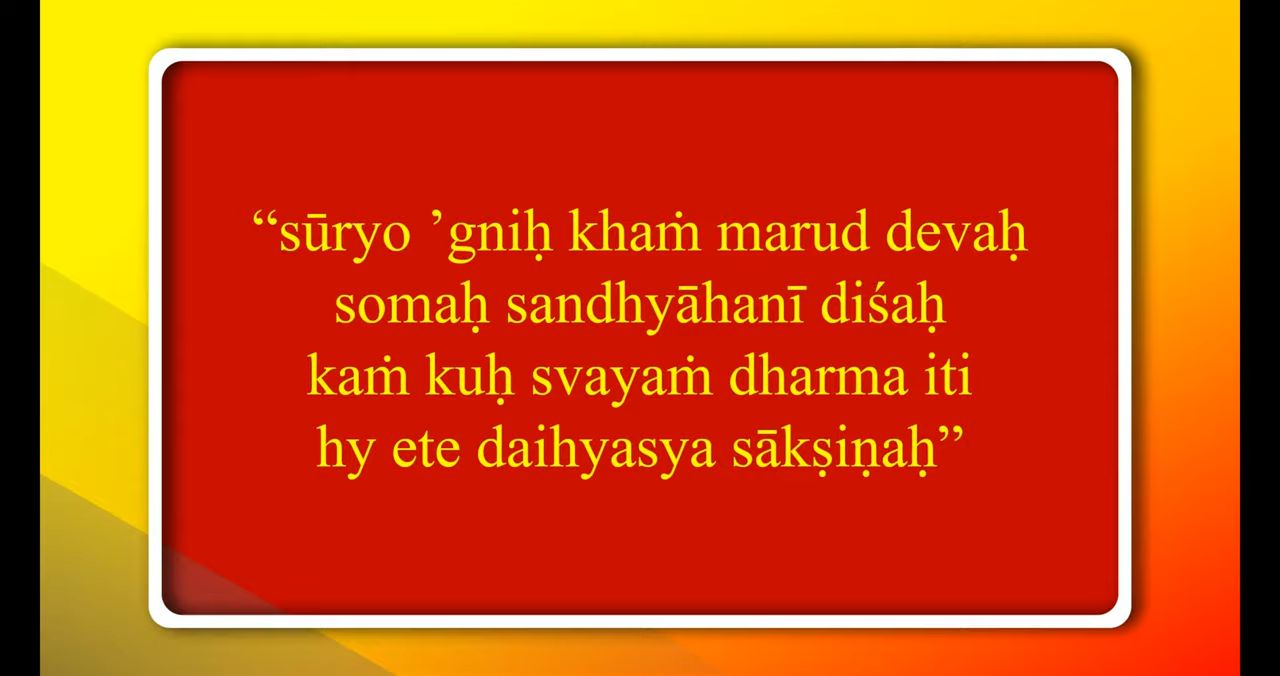 “sūryo ’gniḥ khaṁ marud devaḥ
somaḥ sandhyāhanī diśaḥ
kaṁ kuḥ svayaṁ dharma iti
hy ete daihyasya sākṣiṇaḥ”